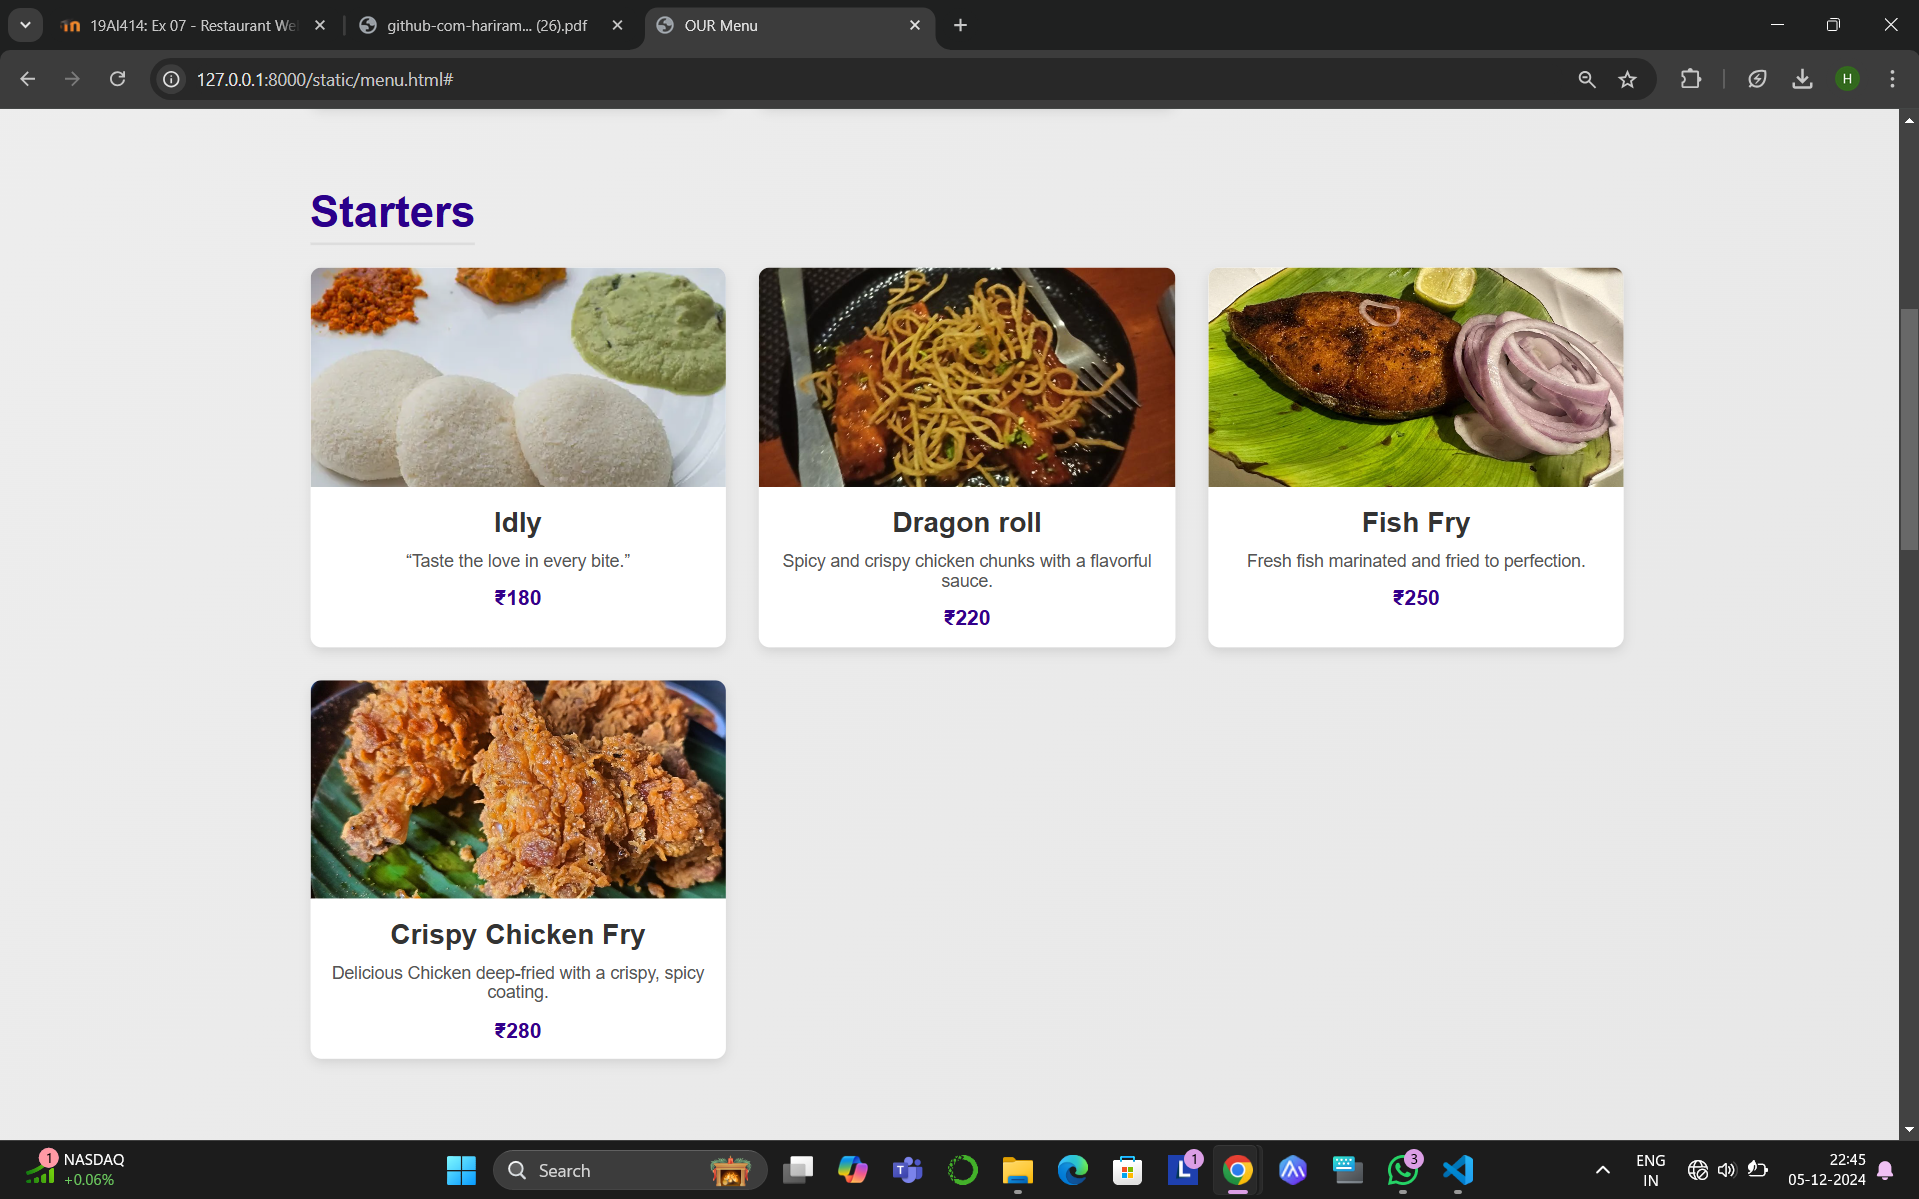 19AI414: Ex 07 - Restaurant We
github-com-hariram... (26).pdf
OUR Menu
127.0.0.1:8000/static/menu.html#
H
Starters
Idly
“Taste the love in every bite.”
₹180
Dragon roll
Spicy and crispy chicken chunks with a flavorful
sauce.
₹220
Fish Fry
Fresh fish marinated and fried to perfection.
₹250
Crispy Chicken Fry
Delicious Chicken deep-fried with a crispy, spicy
coating.
₹280
1
NASDAQ
+0.06%
Search
T
L
1
3
ENG
IN
22:45
05-12-2024